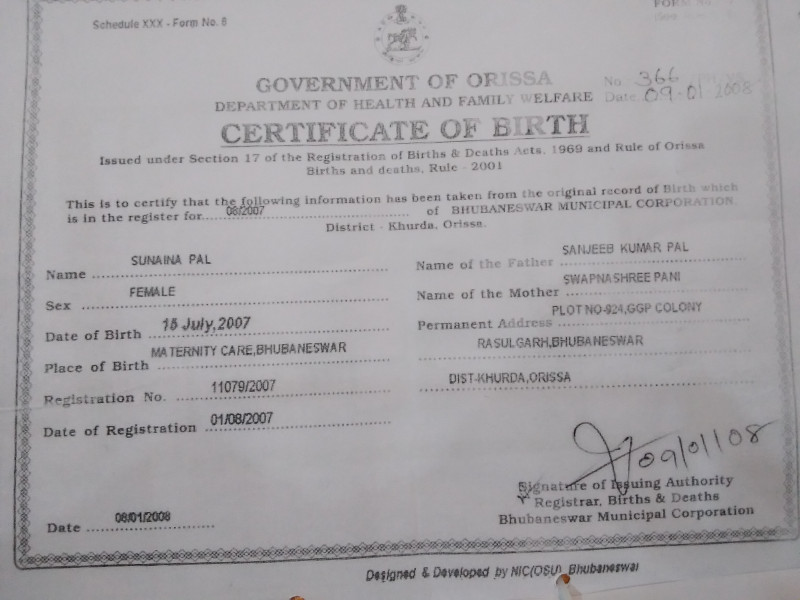 Schedule XXX - Form No. 8
GOVERNMENT OF ORISSA
No. 366
DEPARTMENT OF HEALTH AND FAMILY WELFARE
Date 09-01-2008
CERTIFICATE OF BIRTH
Issued under Section 17 of the Registration of Births & Deaths Acts, 1969 and Rule of Orissa
Births and deaths, Rule - 2001
This is to certify that the following information has been taken from the original record of Birth which
is in the register for 08/2007 of BHUBANESWAR MUNICIPAL CORPORATION
District - Khurda, Orissa.
Name SUNAINA PAL
Sex FEMALE
Date of Birth 15 July,2007
Place of Birth MATERNITY CARE,BHUBANESWAR
Registration No. 11079/2007
Date of Registration 01/08/2007
Name of the Father SANJEEB KUMAR PAL
Name of the Mother SWAPNASHREE PANI
Permanent Address PLOT NO-924,GGP COLONY
RASULGARH,BHUBANESWAR
DIST-KHURDA,ORISSA
09/01/08
Signature of Issuing Authority
Registrar, Births & Deaths
Bhubaneswar Municipal Corporation
Date 08/01/2008
Designed & Developed by NIC(OSU), Bhubaneswar